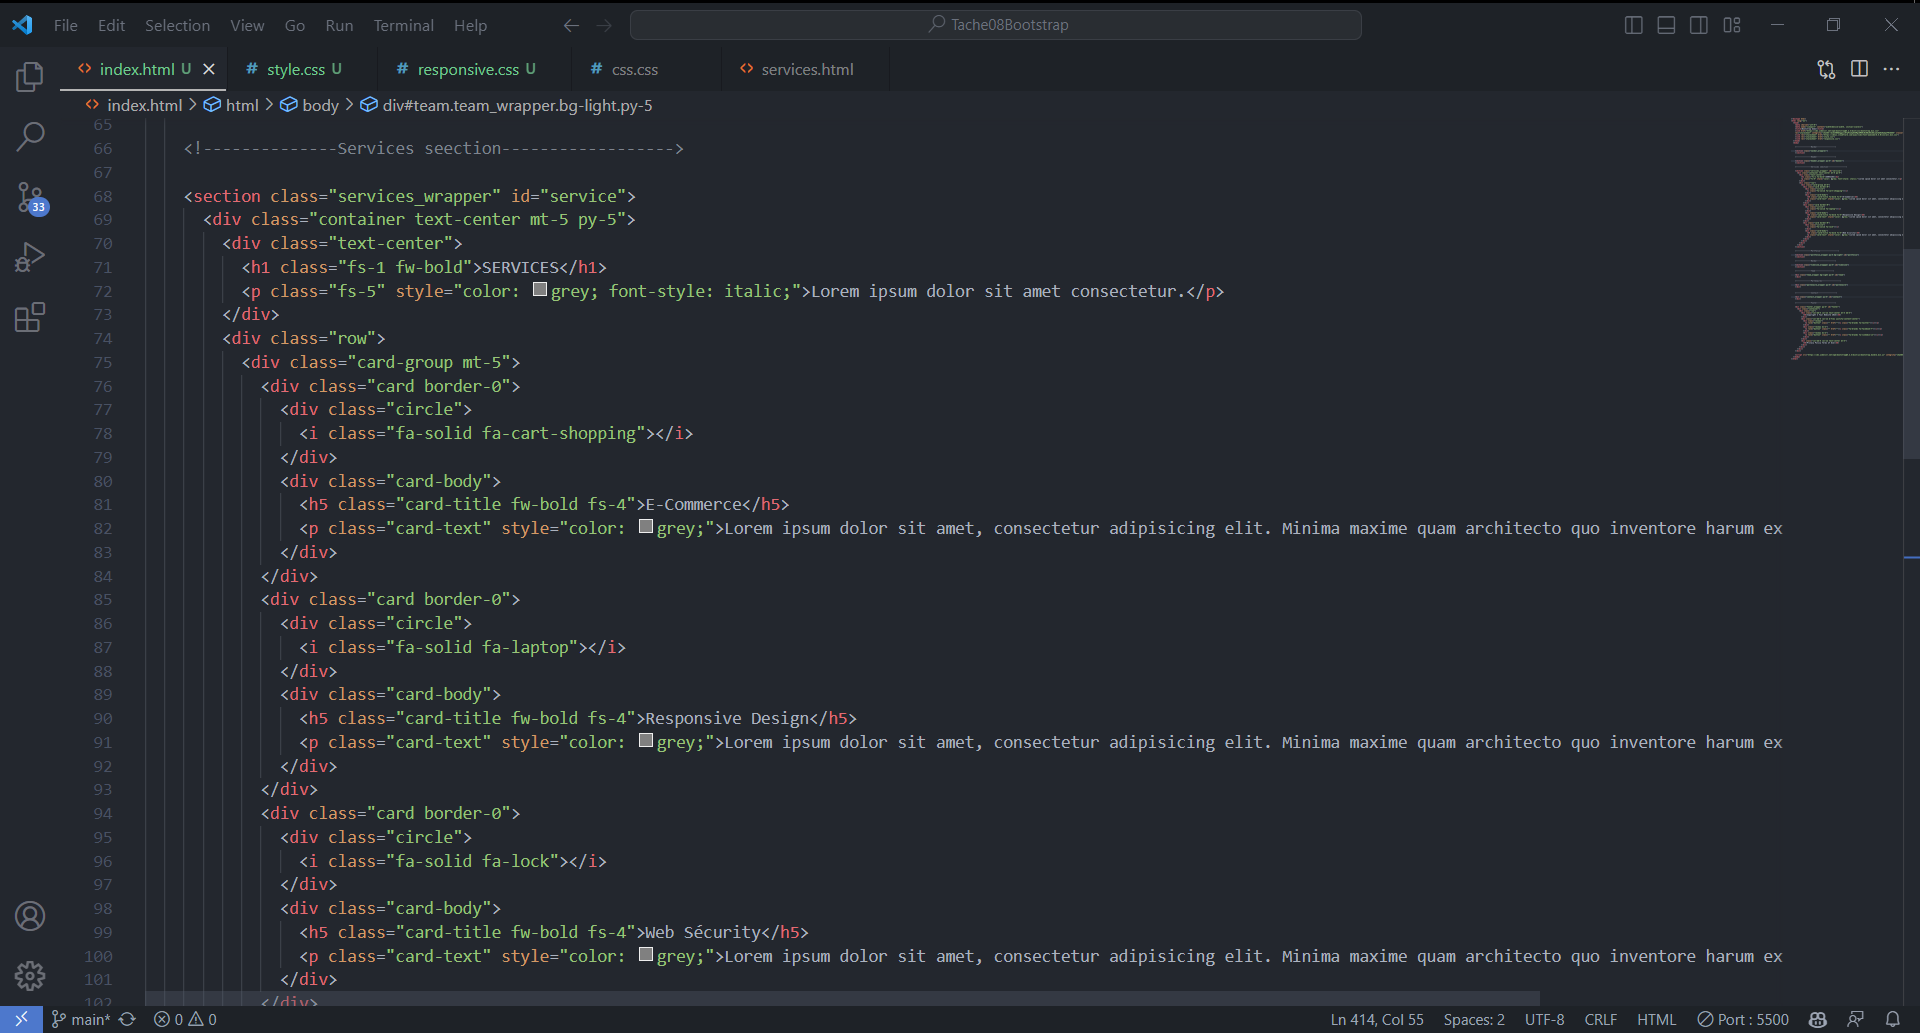 File Edit Selection View Go Run Terminal Help Tache08Bootstrap
index.html U style.css U responsive.css U css.css services.html
index.html html body div#team.team_wrapper.bg-light.py-5
65
66 <!--------------Services seection------------------>
67
68 <section class="services_wrapper" id="service">
69 <div class="container text-center mt-5 py-5">
70 <div class="text-center">
71 <h1 class="fs-1 fw-bold">SERVICES</h1>
72 <p class="fs-5" style="color: grey; font-style: italic;">Lorem ipsum dolor sit amet consectetur.</p>
73 </div>
74 <div class="row">
75 <div class="card-group mt-5">
76 <div class="card border-0">
77 <div class="circle">
78 <i class="fa-solid fa-cart-shopping"></i>
79 </div>
80 <div class="card-body">
81 <h5 class="card-title fw-bold fs-4">E-Commerce</h5>
82 <p class="card-text" style="color: grey;">Lorem ipsum dolor sit amet, consectetur adipisicing elit. Minima maxime quam architecto quo inventore harum ex
83 </div>
84 </div>
85 <div class="card border-0">
86 <div class="circle">
87 <i class="fa-solid fa-laptop"></i>
88 </div>
89 <div class="card-body">
90 <h5 class="card-title fw-bold fs-4">Responsive Design</h5>
91 <p class="card-text" style="color: grey;">Lorem ipsum dolor sit amet, consectetur adipisicing elit. Minima maxime quam architecto quo inventore harum ex
92 </div>
93 </div>
94 <div class="card border-0">
95 <div class="circle">
96 <i class="fa-solid fa-lock"></i>
97 </div>
98 <div class="card-body">
99 <h5 class="card-title fw-bold fs-4">Web Sécurity</h5>
100 <p class="card-text" style="color: grey;">Lorem ipsum dolor sit amet, consectetur adipisicing elit. Minima maxime quam architecto quo inventore harum ex
101 </div>
102 </div>
33
main* 0 0 Ln 414, Col 55 Spaces: 2 UTF-8 CRLF HTML Port : 5500